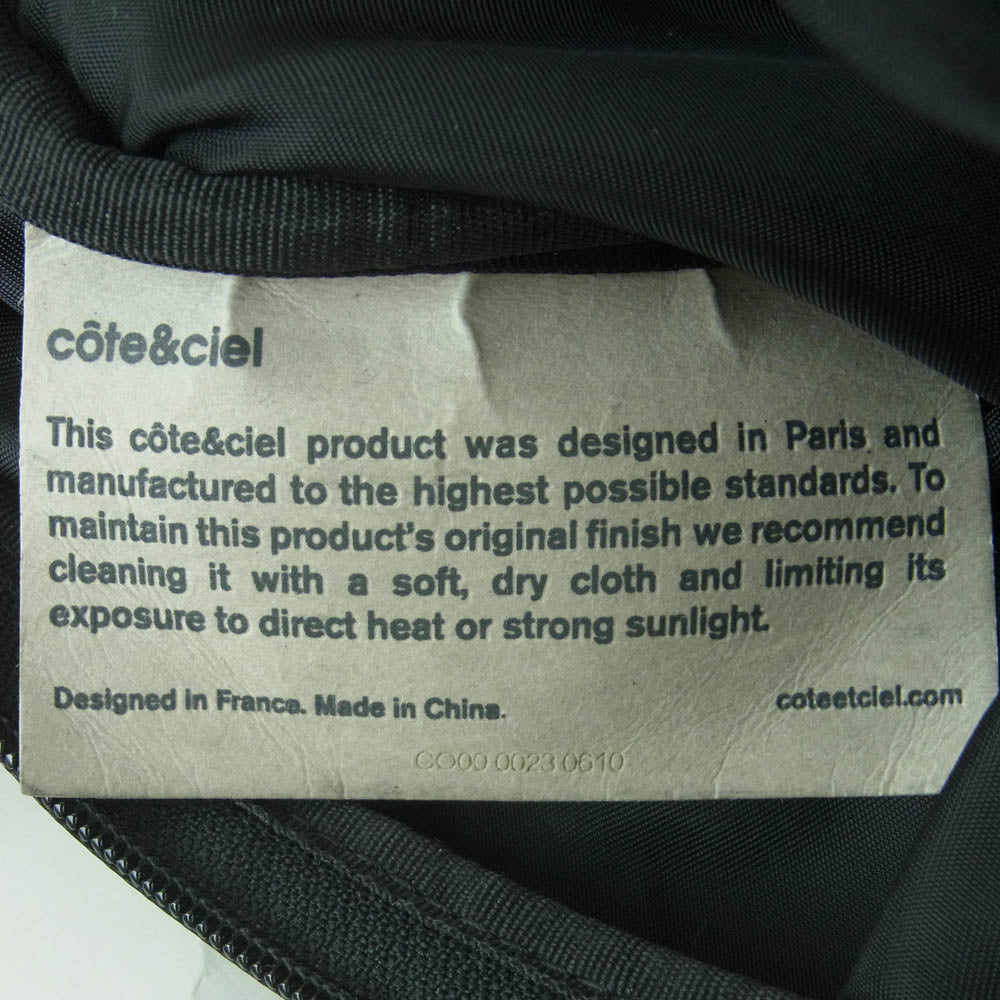 côte&ciel
This côte&ciel product was designed in Paris and
manufactured to the highest possible standards. To
maintain this product's original finish we recommend
cleaning it with a soft, dry cloth and limiting its
exposure to direct heat or strong sunlight.
Designed in France. Made in China.
coteetciel.com
CO00 0023 0610